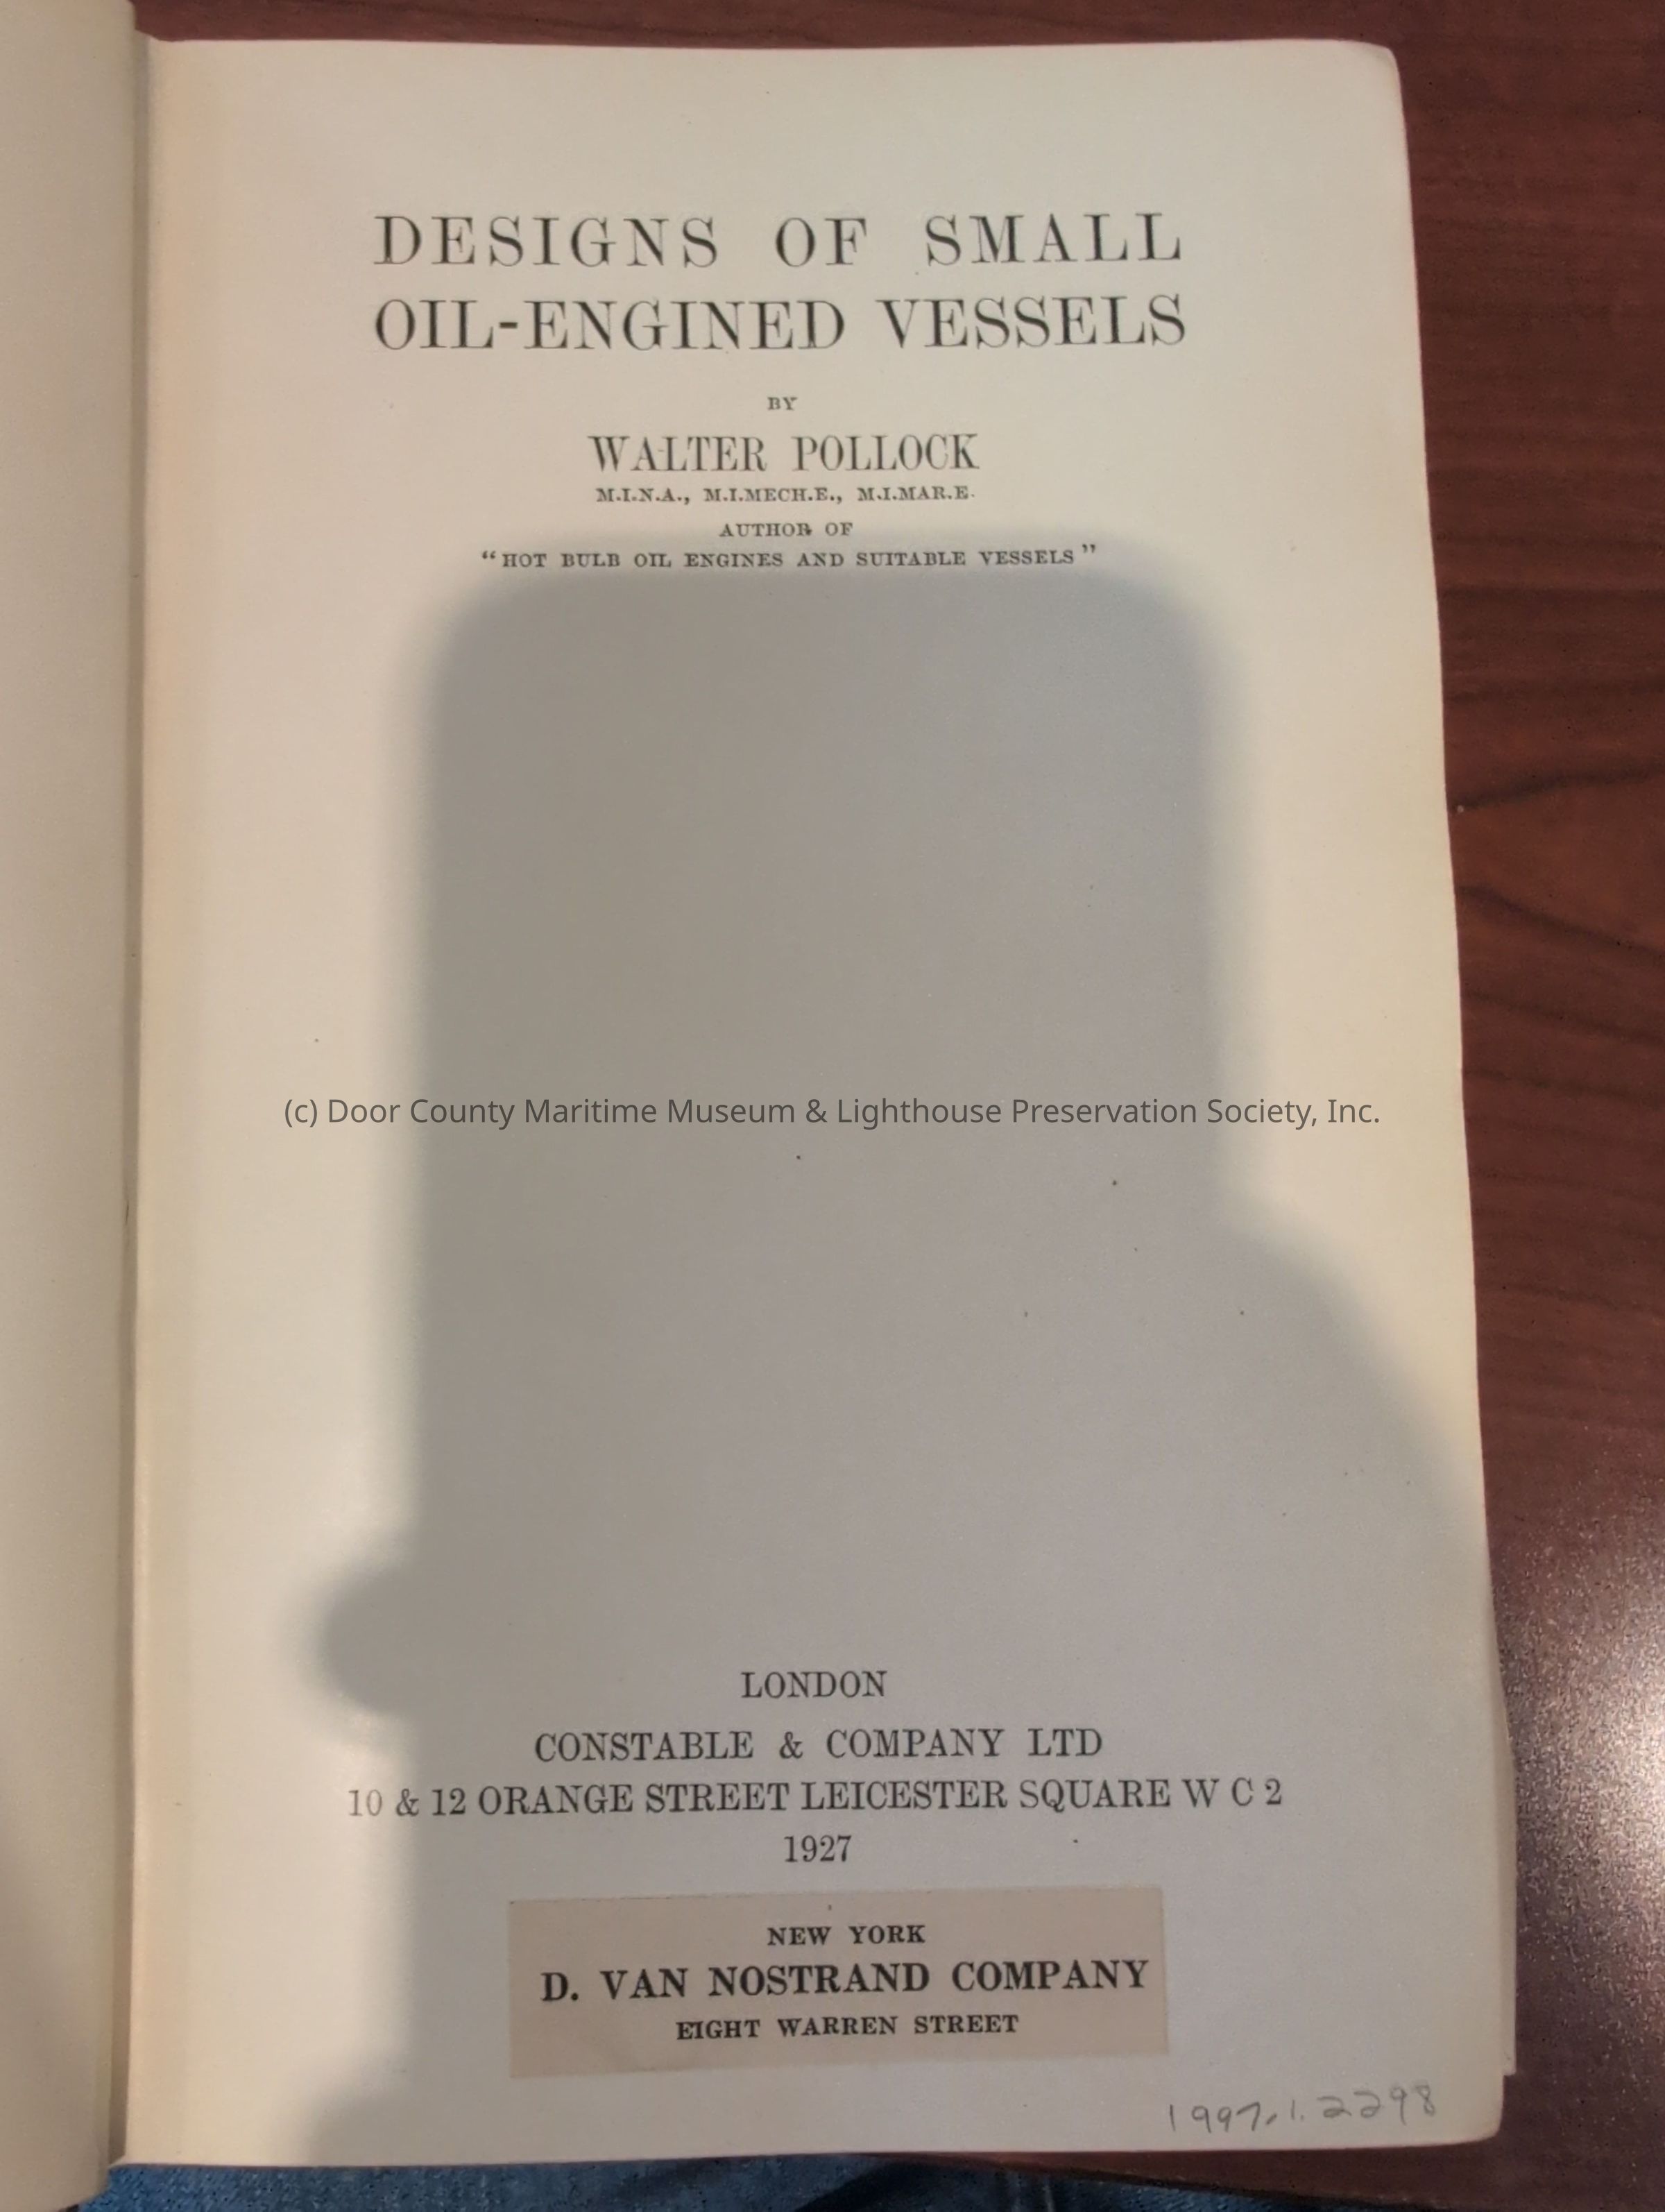 DESIGNS OF SMALL
OIL-ENGINED VESSELS
BY
WALTER POLLOCK
M.I.N.A., M.I.MECH.E., M.I.MAR.E.
AUTHOR OF
“HOT BULB OIL ENGINES AND SUITABLE VESSELS”
(c) Door County Maritime Museum & Lighthouse Preservation Society, Inc.
LONDON
CONSTABLE & COMPANY LTD
10 & 12 ORANGE STREET LEICESTER SQUARE W C 2
1927
NEW YORK
D. VAN NOSTRAND COMPANY
EIGHT WARREN STREET
1997.1.2298